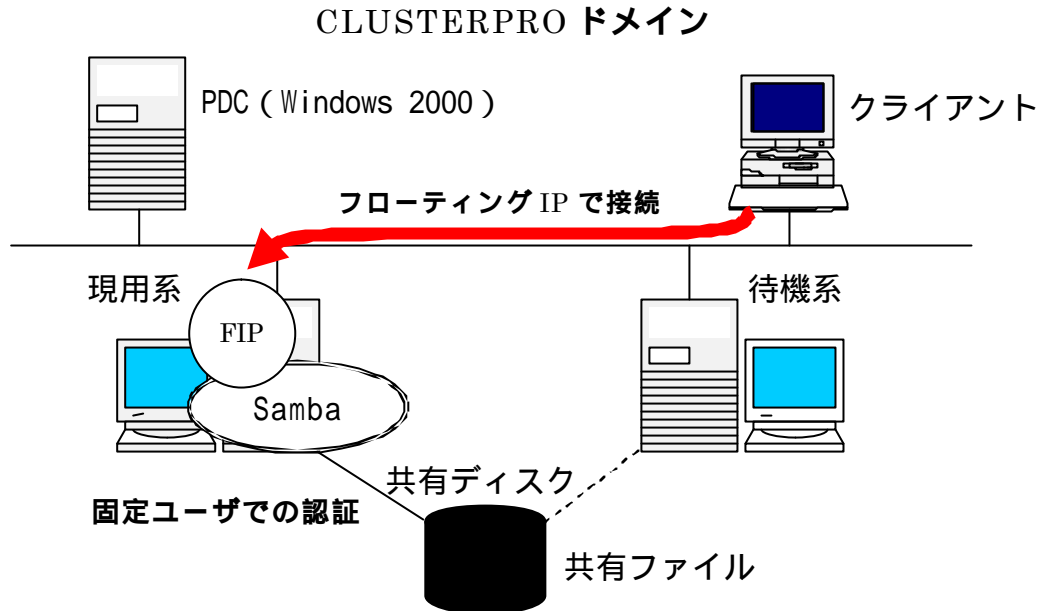 CLUSTERPRO ドメイン
PDC(Windows 2000)
クライアント
フローティング IP で接続
現用系
待機系
FIP
Samba
共有ディスク
固定ユーザでの認証
共有ファイル